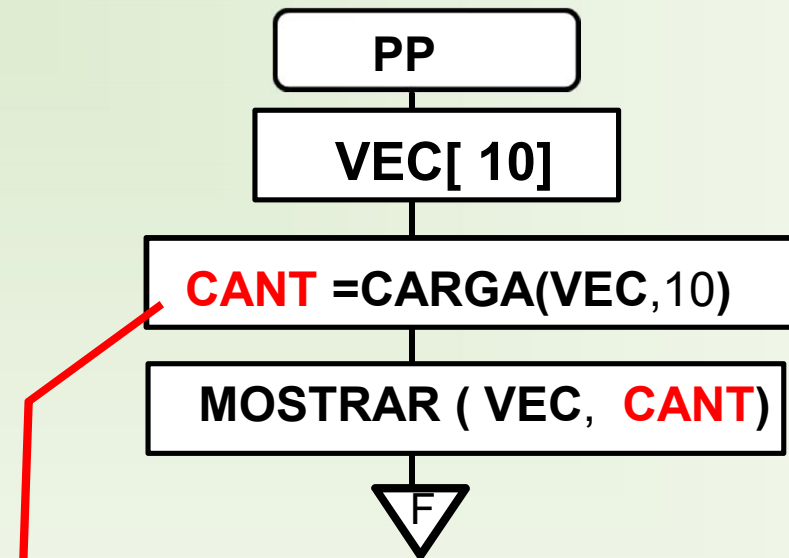 PP
VEC[ 10]
CANT =CARGA(VEC,10)
MOSTRAR ( VEC, CANT)
F